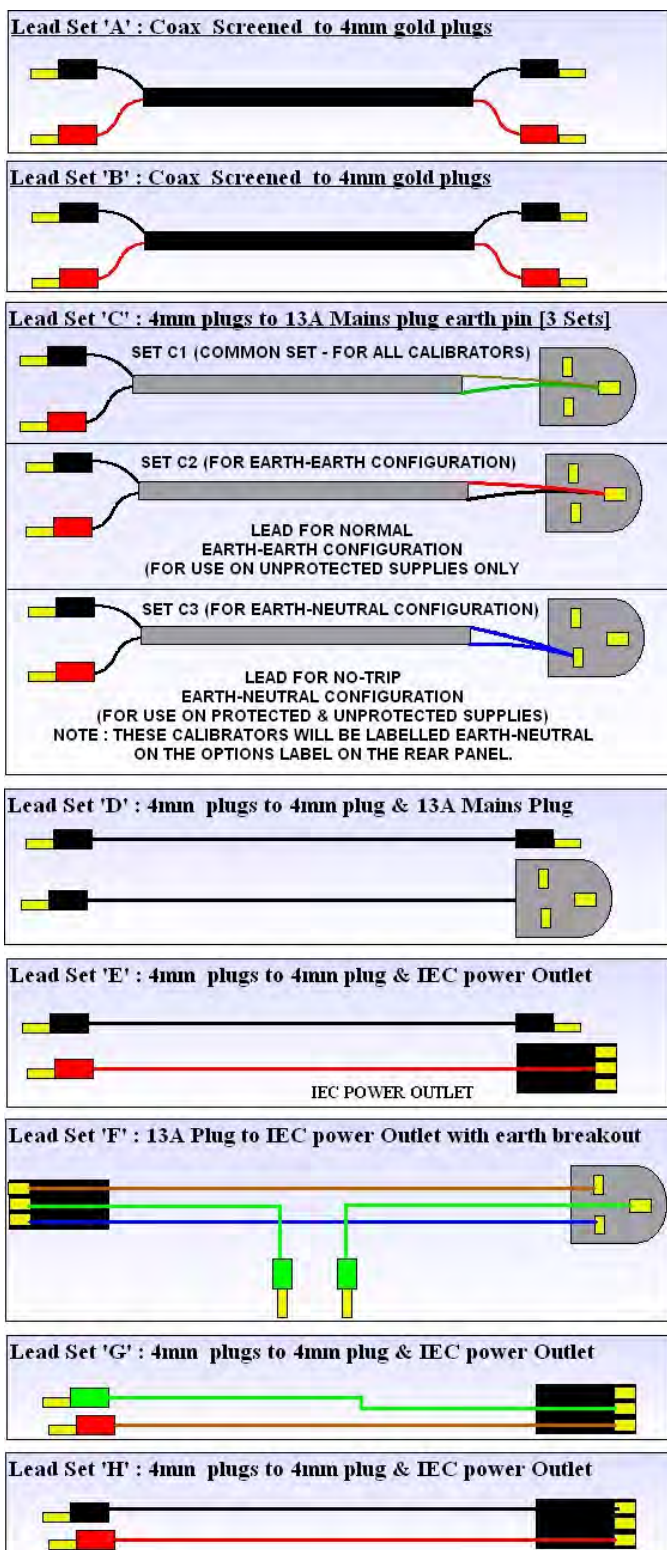 Lead Set 'A' : Coax Screened to 4mm gold plugs
Lead Set 'B' : Coax Screened to 4mm gold plugs
Lead Set 'C' : 4mm plugs to 13A Mains plug earth pin [3 Sets]
SET C1 (COMMON SET - FOR ALL CALIBRATORS)
SET C2 (FOR EARTH-EARTH CONFIGURATION)
LEAD FOR NORMAL
EARTH-EARTH CONFIGURATION
(FOR USE ON UNPROTECTED SUPPLIES ONLY
SET C3 (FOR EARTH-NEUTRAL CONFIGURATION)
LEAD FOR NO-TRIP
EARTH-NEUTRAL CONFIGURATION
(FOR USE ON PROTECTED & UNPROTECTED SUPPLIES)
NOTE : THESE CALIBRATORS WILL BE LABELLED EARTH-NEUTRAL
ON THE OPTIONS LABEL ON THE REAR PANEL.
Lead Set 'D' : 4mm plugs to 4mm plug & 13A Mains Plug
Lead Set 'E' : 4mm plugs to 4mm plug & IEC power Outlet
IEC POWER OUTLET
Lead Set 'F' : 13A Plug to IEC power Outlet with earth breakout
Lead Set 'G' : 4mm plugs to 4mm plug & IEC power Outlet
Lead Set 'H' : 4mm plugs to 4mm plug & IEC power Outlet